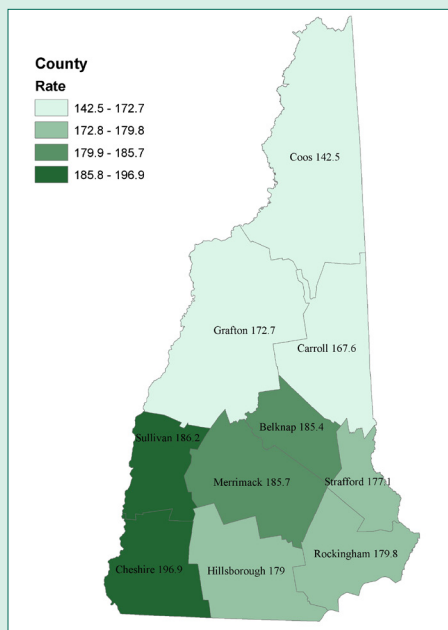 County
Rate
142.5 - 172.7
172.8 - 179.8
179.9 - 185.7
185.8 - 196.9
Coos 142.5
Grafton 172.7
Carroll 167.6
Belknap 185.4
Sullivan 186.2
Strafford 177.1
Merrimack 185.7
Rockingham 179.8
Cheshire 196.9
Hillsborough 179